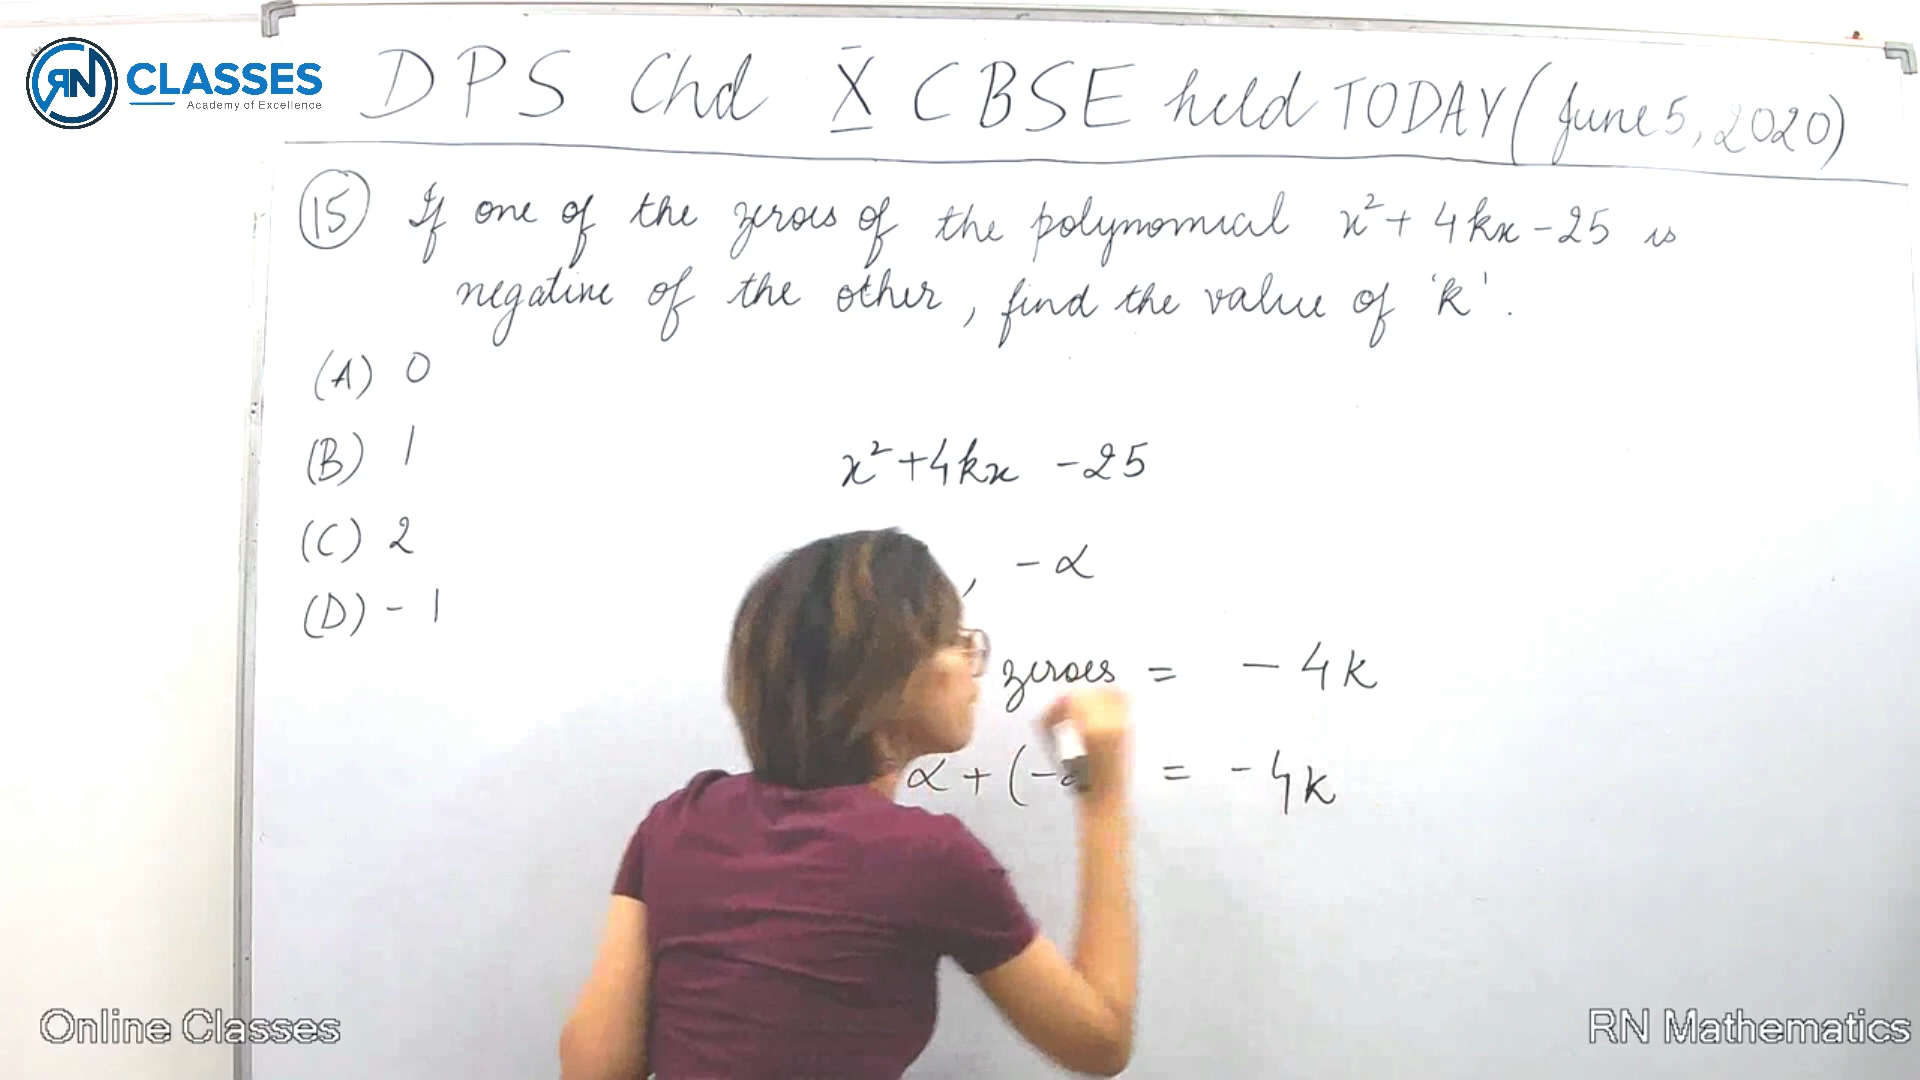 RN CLASSES
Academy of Excellence
DPS Chd X CBSE held TODAY (June 5, 2020)
(15) If one of the zeroes of the polynomial x² + 4kx - 25 is
negative of the other, find the value of 'k'.
(A) 0
(B) 1
(C) 2
(D) - 1
x² + 4kx - 25
, - α
zeroes = - 4k
α + (-α = - 4k
Online Classes
RN Mathematics